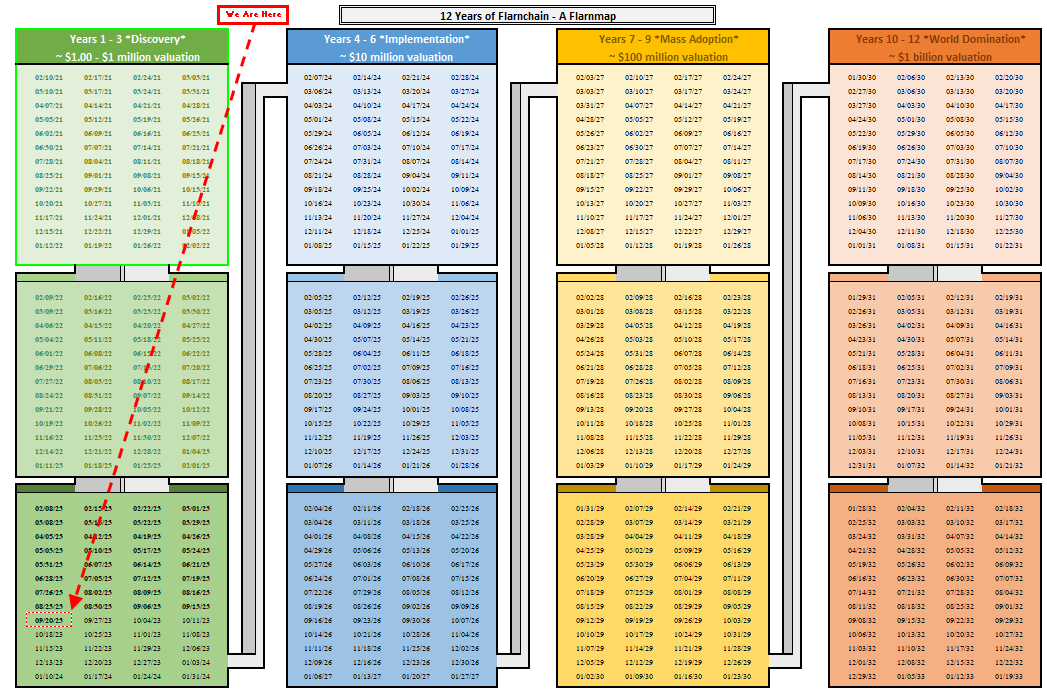 We Are Here
12 Years of Flarnchain - A Flarnmap
Years 1 - 3 *Discovery*
~ $1.00 - $1 million valuation
02/10/21 02/17/21 02/24/21 03/03/21
03/10/21 03/17/21 03/24/21 03/31/21
04/07/21 04/14/21 04/21/21 04/28/21
05/05/21 05/12/21 05/19/21 05/26/21
06/02/21 06/09/21 06/16/21 06/23/21
06/30/21 07/07/21 07/14/21 07/21/21
07/28/21 08/04/21 08/11/21 08/18/21
08/25/21 09/01/21 09/08/21 09/15/21
09/22/21 09/29/21 10/06/21 10/13/21
10/20/21 10/27/21 11/03/21 11/10/21
11/17/21 11/24/21 12/01/21 12/08/21
12/15/21 12/22/21 12/29/21 01/05/22
01/12/22 01/19/22 01/26/22 02/02/22
02/09/22 02/16/22 02/23/22 03/02/22
03/09/22 03/16/22 03/23/22 03/30/22
04/06/22 04/13/22 04/20/22 04/27/22
05/04/22 05/11/22 05/18/22 05/25/22
06/01/22 06/08/22 06/15/22 06/22/22
06/29/22 07/06/22 07/13/22 07/20/22
07/27/22 08/03/22 08/10/22 08/17/22
08/24/22 08/31/22 09/07/22 09/14/22
09/21/22 09/28/22 10/05/22 10/12/22
10/19/22 10/26/22 11/02/22 11/09/22
11/16/22 11/23/22 11/30/22 12/07/22
12/14/22 12/21/22 12/28/22 01/04/23
01/11/23 01/18/23 01/25/23 02/01/23
02/08/23 02/15/23 02/22/23 03/01/23
03/08/23 03/15/23 03/22/23 03/29/23
04/05/23 04/12/23 04/19/23 04/26/23
05/03/23 05/10/23 05/17/23 05/24/23
05/31/23 06/07/23 06/14/23 06/21/23
06/28/23 07/05/23 07/12/23 07/19/23
07/26/23 08/02/23 08/09/23 08/16/23
08/23/23 08/30/23 09/06/23 09/13/23
09/20/23 09/27/23 10/04/23 10/11/23
10/18/23 10/25/23 11/01/23 11/08/23
11/15/23 11/22/23 11/29/23 12/06/23
12/13/23 12/20/23 12/27/23 01/03/24
01/10/24 01/17/24 01/24/24 01/31/24
Years 4 - 6 *Implementation*
~ $10 million valuation
02/07/24 02/14/24 02/21/24 02/28/24
03/06/24 03/13/24 03/20/24 03/27/24
04/03/24 04/10/24 04/17/24 04/24/24
05/01/24 05/08/24 05/15/24 05/22/24
05/29/24 06/05/24 06/12/24 06/19/24
06/26/24 07/03/24 07/10/24 07/17/24
07/24/24 07/31/24 08/07/24 08/14/24
08/21/24 08/28/24 09/04/24 09/11/24
09/18/24 09/25/24 10/02/24 10/09/24
10/16/24 10/23/24 10/30/24 11/06/24
11/13/24 11/20/24 11/27/24 12/04/24
12/11/24 12/18/24 12/25/24 01/01/25
01/08/25 01/15/25 01/22/25 01/29/25
02/05/25 02/12/25 02/19/25 02/26/25
03/05/25 03/12/25 03/19/25 03/26/25
04/02/25 04/09/25 04/16/25 04/23/25
04/30/25 05/07/25 05/14/25 05/21/25
05/28/25 06/04/25 06/11/25 06/18/25
06/25/25 07/02/25 07/09/25 07/16/25
07/23/25 07/30/25 08/06/25 08/13/25
08/20/25 08/27/25 09/03/25 09/10/25
09/17/25 09/24/25 10/01/25 10/08/25
10/15/25 10/22/25 10/29/25 11/05/25
11/12/25 11/19/25 11/26/25 12/03/25
12/10/25 12/17/25 12/24/25 12/31/25
01/07/26 01/14/26 01/21/26 01/28/26
02/04/26 02/11/26 02/18/26 02/25/26
03/04/26 03/11/26 03/18/26 03/25/26
04/01/26 04/08/26 04/15/26 04/22/26
04/29/26 05/06/26 05/13/26 05/20/26
05/27/26 06/03/26 06/10/26 06/17/26
06/24/26 07/01/26 07/08/26 07/15/26
07/22/26 07/29/26 08/05/26 08/12/26
08/19/26 08/26/26 09/02/26 09/09/26
09/16/26 09/23/26 09/30/26 10/07/26
10/14/26 10/21/26 10/28/26 11/04/26
11/11/26 11/18/26 11/25/26 12/02/26
12/09/26 12/16/26 12/23/26 12/30/26
01/06/27 01/13/27 01/20/27 01/27/27
Years 7 - 9 *Mass Adoption*
~ $100 million valuation
02/03/27 02/10/27 02/17/27 02/24/27
03/03/27 03/10/27 03/17/27 03/24/27
03/31/27 04/07/27 04/14/27 04/21/27
04/28/27 05/05/27 05/12/27 05/19/27
05/26/27 06/02/27 06/09/27 06/16/27
06/23/27 06/30/27 07/07/27 07/14/27
07/21/27 07/28/27 08/04/27 08/11/27
08/18/27 08/25/27 09/01/27 09/08/27
09/15/27 09/22/27 09/29/27 10/06/27
10/13/27 10/20/27 10/27/27 11/03/27
11/10/27 11/17/27 11/24/27 12/01/27
12/08/27 12/15/27 12/22/27 12/29/27
01/05/28 01/12/28 01/19/28 01/26/28
02/02/28 02/09/28 02/16/28 02/23/28
03/01/28 03/08/28 03/15/28 03/22/28
03/29/28 04/05/28 04/12/28 04/19/28
04/26/28 05/03/28 05/10/28 05/17/28
05/24/28 05/31/28 06/07/28 06/14/28
06/21/28 06/28/28 07/05/28 07/12/28
07/19/28 07/26/28 08/02/28 08/09/28
08/16/28 08/23/28 08/30/28 09/06/28
09/13/28 09/20/28 09/27/28 10/04/28
10/11/28 10/18/28 10/25/28 11/01/28
11/08/28 11/15/28 11/22/28 11/29/28
12/06/28 12/13/28 12/20/28 12/27/28
01/03/29 01/10/29 01/17/29 01/24/29
01/31/29 02/07/29 02/14/29 02/21/29
02/28/29 03/07/29 03/14/29 03/21/29
03/28/29 04/04/29 04/11/29 04/18/29
04/25/29 05/02/29 05/09/29 05/16/29
05/23/29 05/30/29 06/06/29 06/13/29
06/20/29 06/27/29 07/04/29 07/11/29
07/18/29 07/25/29 08/01/29 08/08/29
08/15/29 08/22/29 08/29/29 09/05/29
09/12/29 09/19/29 09/26/29 10/03/29
10/10/29 10/17/29 10/24/29 10/31/29
11/07/29 11/14/29 11/21/29 11/28/29
12/05/29 12/12/29 12/19/29 12/26/29
01/02/30 01/09/30 01/16/30 01/23/30
Years 10 - 12 *World Domination*
~ $1 billion valuation
01/30/30 02/06/30 02/13/30 02/20/30
02/27/30 03/06/30 03/13/30 03/20/30
03/27/30 04/03/30 04/10/30 04/17/30
04/24/30 05/01/30 05/08/30 05/15/30
05/22/30 05/29/30 06/05/30 06/12/30
06/19/30 06/26/30 07/03/30 07/10/30
07/17/30 07/24/30 07/31/30 08/07/30
08/14/30 08/21/30 08/28/30 09/04/30
09/11/30 09/18/30 09/25/30 10/02/30
10/09/30 10/16/30 10/23/30 10/30/30
11/06/30 11/13/30 11/20/30 11/27/30
12/04/30 12/11/30 12/18/30 12/25/30
01/01/31 01/08/31 01/15/31 01/22/31
01/29/31 02/05/31 02/12/31 02/19/31
02/26/31 03/05/31 03/12/31 03/19/31
03/26/31 04/02/31 04/09/31 04/16/31
04/23/31 04/30/31 05/07/31 05/14/31
05/21/31 05/28/31 06/04/31 06/11/31
06/18/31 06/25/31 07/02/31 07/09/31
07/16/31 07/23/31 07/30/31 08/06/31
08/13/31 08/20/31 08/27/31 09/03/31
09/10/31 09/17/31 09/24/31 10/01/31
10/08/31 10/15/31 10/22/31 10/29/31
11/05/31 11/12/31 11/19/31 11/26/31
12/03/31 12/10/31 12/17/31 12/24/31
12/31/31 01/07/32 01/14/32 01/21/32
01/28/32 02/04/32 02/11/32 02/18/32
02/25/32 03/03/32 03/10/32 03/17/32
03/24/32 03/31/32 04/07/32 04/14/32
04/21/32 04/28/32 05/05/32 05/12/32
05/19/32 05/26/32 06/02/32 06/09/32
06/16/32 06/23/32 06/30/32 07/07/32
07/14/32 07/21/32 07/28/32 08/04/32
08/11/32 08/18/32 08/25/32 09/01/32
09/08/32 09/15/32 09/22/32 09/29/32
10/06/32 10/13/32 10/20/32 10/27/32
11/03/32 11/10/32 11/17/32 11/24/32
12/01/32 12/08/32 12/15/32 12/22/32
12/29/32 01/05/33 01/12/33 01/19/33